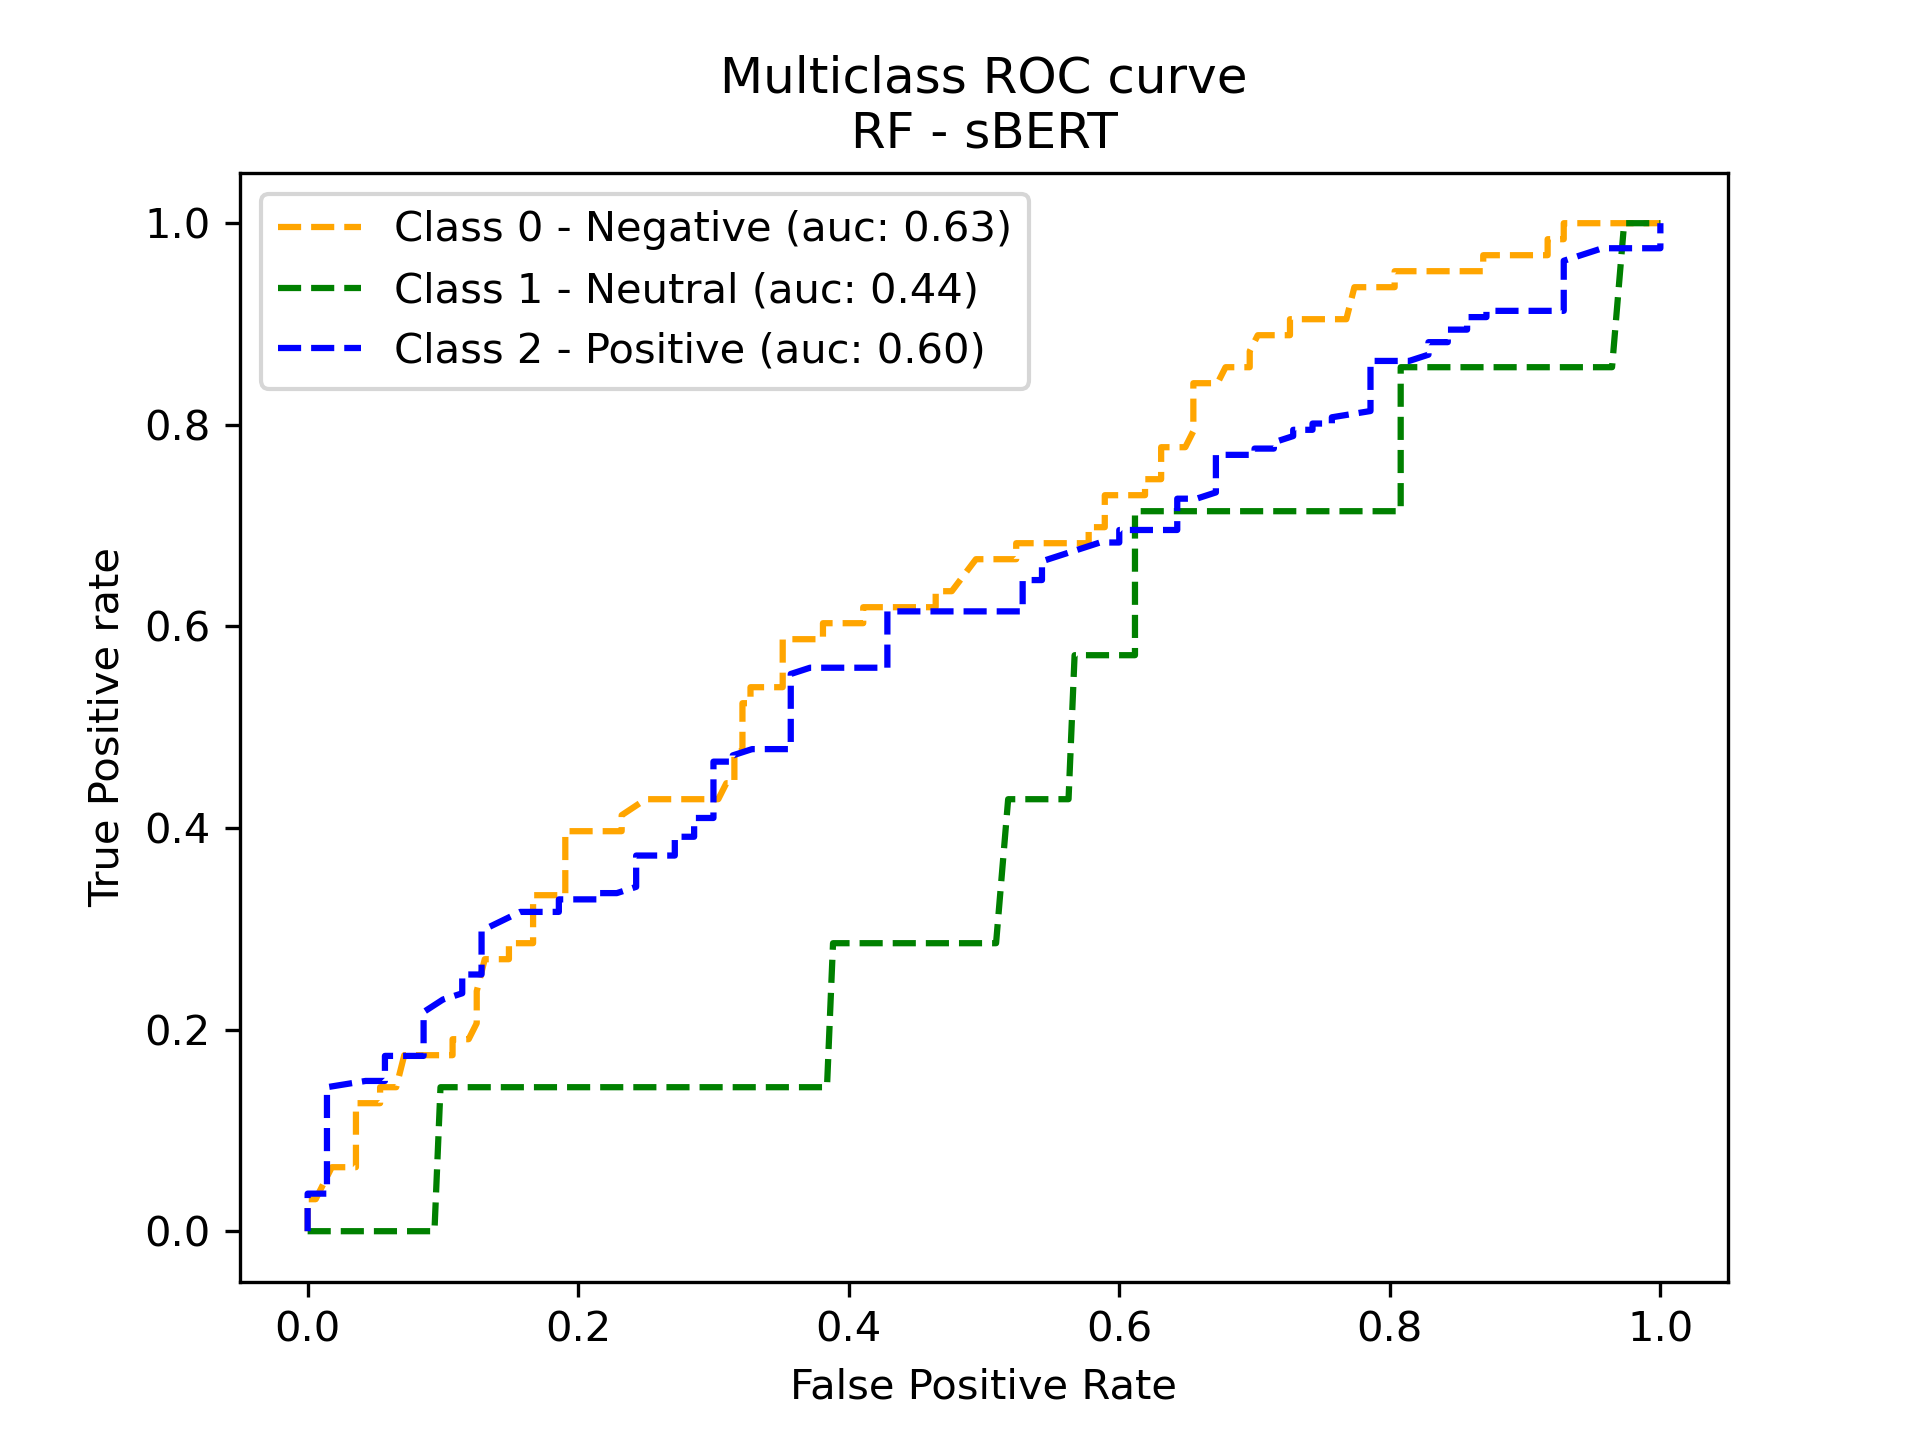 Multiclass ROC curve
RF - sBERT
Class 0 - Negative (auc: 0.63)
Class 1 - Neutral (auc: 0.44)
Class 2 - Positive (auc: 0.60)
True Positive rate
1.0
0.8
0.6
0.4
0.2
0.0
0.0 0.2 0.4 0.6 0.8 1.0
False Positive Rate